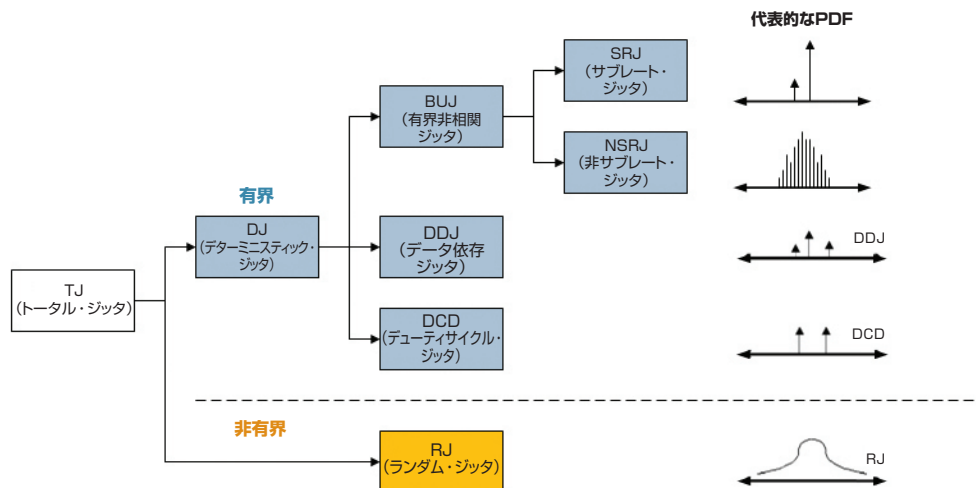 代表的なPDF
SRJ
（サブレート・
ジッタ）
BUJ
（有界非相関
ジッタ）
NSRJ
（非サブレート・
ジッタ）
有界
DJ
（デターミニスティック・
ジッタ）
DDJ
（データ依存
ジッタ）
DDJ
TJ
（トータル・ジッタ）
DCD
（デューティサイクル・
ジッタ）
DCD
非有界
RJ
（ランダム・ジッタ）
RJ